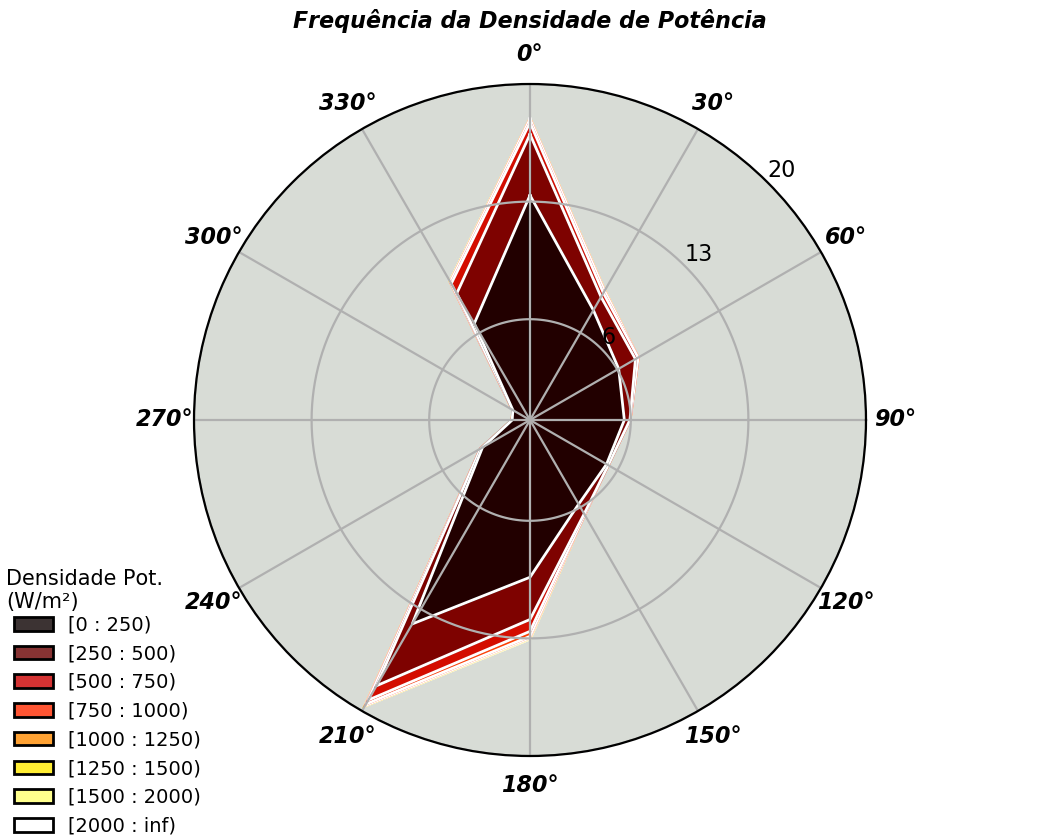 Frequência da Densidade de Potência
0°
330°
30°
20
300°
60°
13
6
270°
90°
Densidade Pot.
(W/m²)
240°
120°
[0 : 250)
[250 : 500)
[500 : 750)
[750 : 1000)
[1000 : 1250)
[1250 : 1500)
[1500 : 2000)
[2000 : inf)
210°
150°
180°